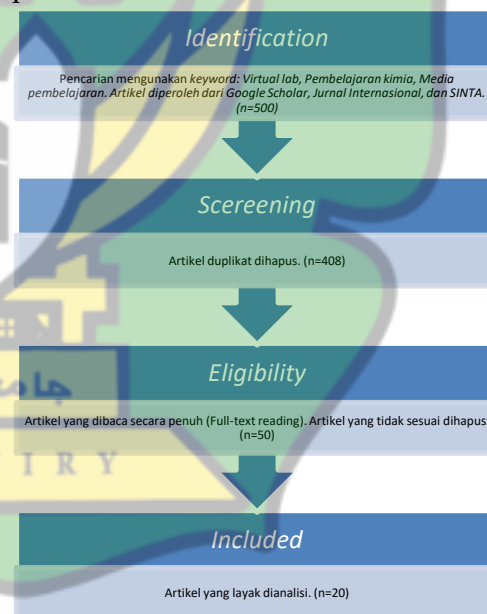 Identification
Pencarian mengunakan keyword: Virtual lab, Pembelajaran kimia, Media
pembelajaran. Artikel diperoleh dari Google Scholar, Jurnal Internasional, dan SINTA.
(n=500)
Scereening
Artikel duplikat dihapus. (n=408)
Eligibility
Artikel yang dibaca secara penuh (Full-text reading). Artikel yang tidak sesuai dihapus.
(n=50)
I R Y
Included
Artikel yang layak dianalisi. (n=20)